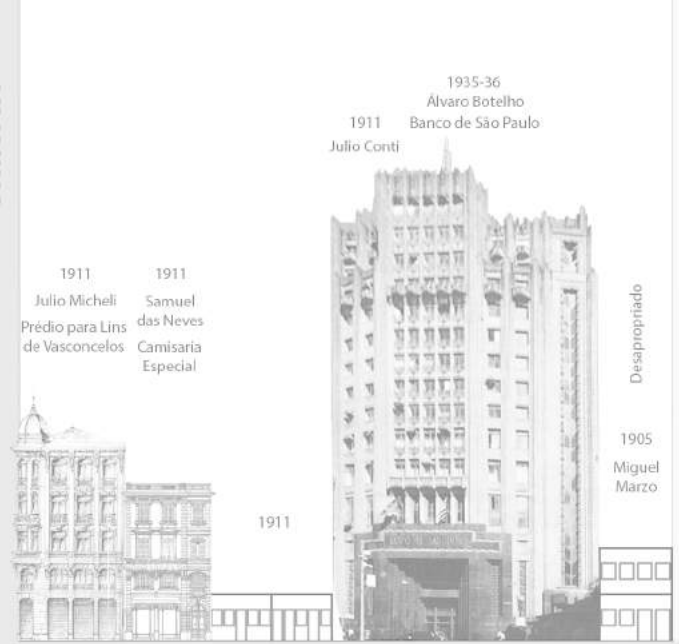 1935-36
Álvaro Botelho
Banco de São Paulo
1911
Julio Conti
1911
Julio Micheli
Prédio para Lins
de Vasconcelos
1911
Samuel
das Neves
Camisaria
Especial
1911
Desapropriado
1905
Miguel
Marzo